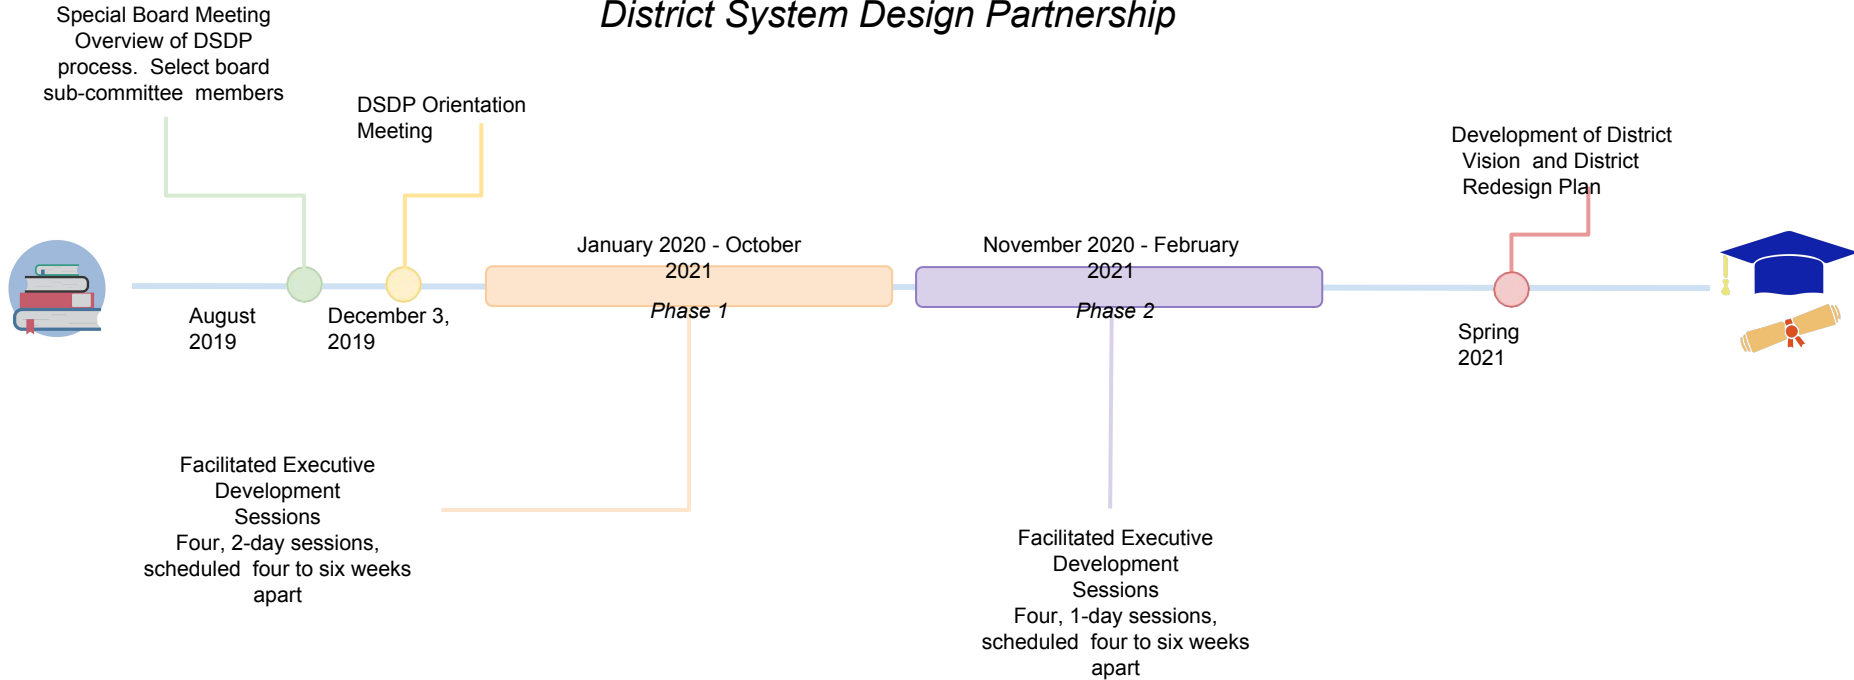 District System Design Partnership
Special Board Meeting
Overview of DSDP
process. Select board
sub-committee members
DSDP Orientation
Meeting
Development of District
Vision and District
Redesign Plan
January 2020 - October
2021
Phase 1
November 2020 - February
2021
Phase 2
August
2019
December 3,
2019
Spring
2021
Facilitated Executive
Development
Sessions
Four, 2-day sessions,
scheduled four to six weeks
apart
Facilitated Executive
Development
Sessions
Four, 1-day sessions,
scheduled four to six weeks
apart